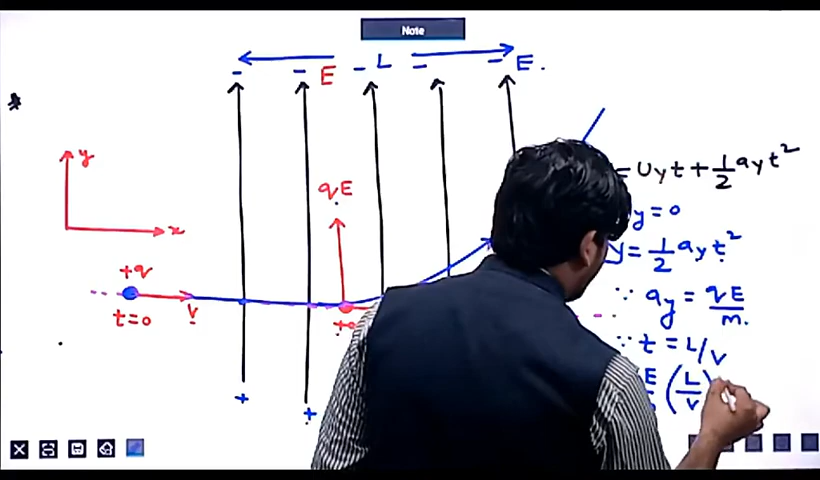 Note
- - E - L - - E.
y
qE
x
= Uyt + 1/2 ayt²
y = 0
y = 1/2 ayt²
+q
∵ ay = qE/m.
t=0
v
+q
∵ t = L/v
E (L/v)
+
+